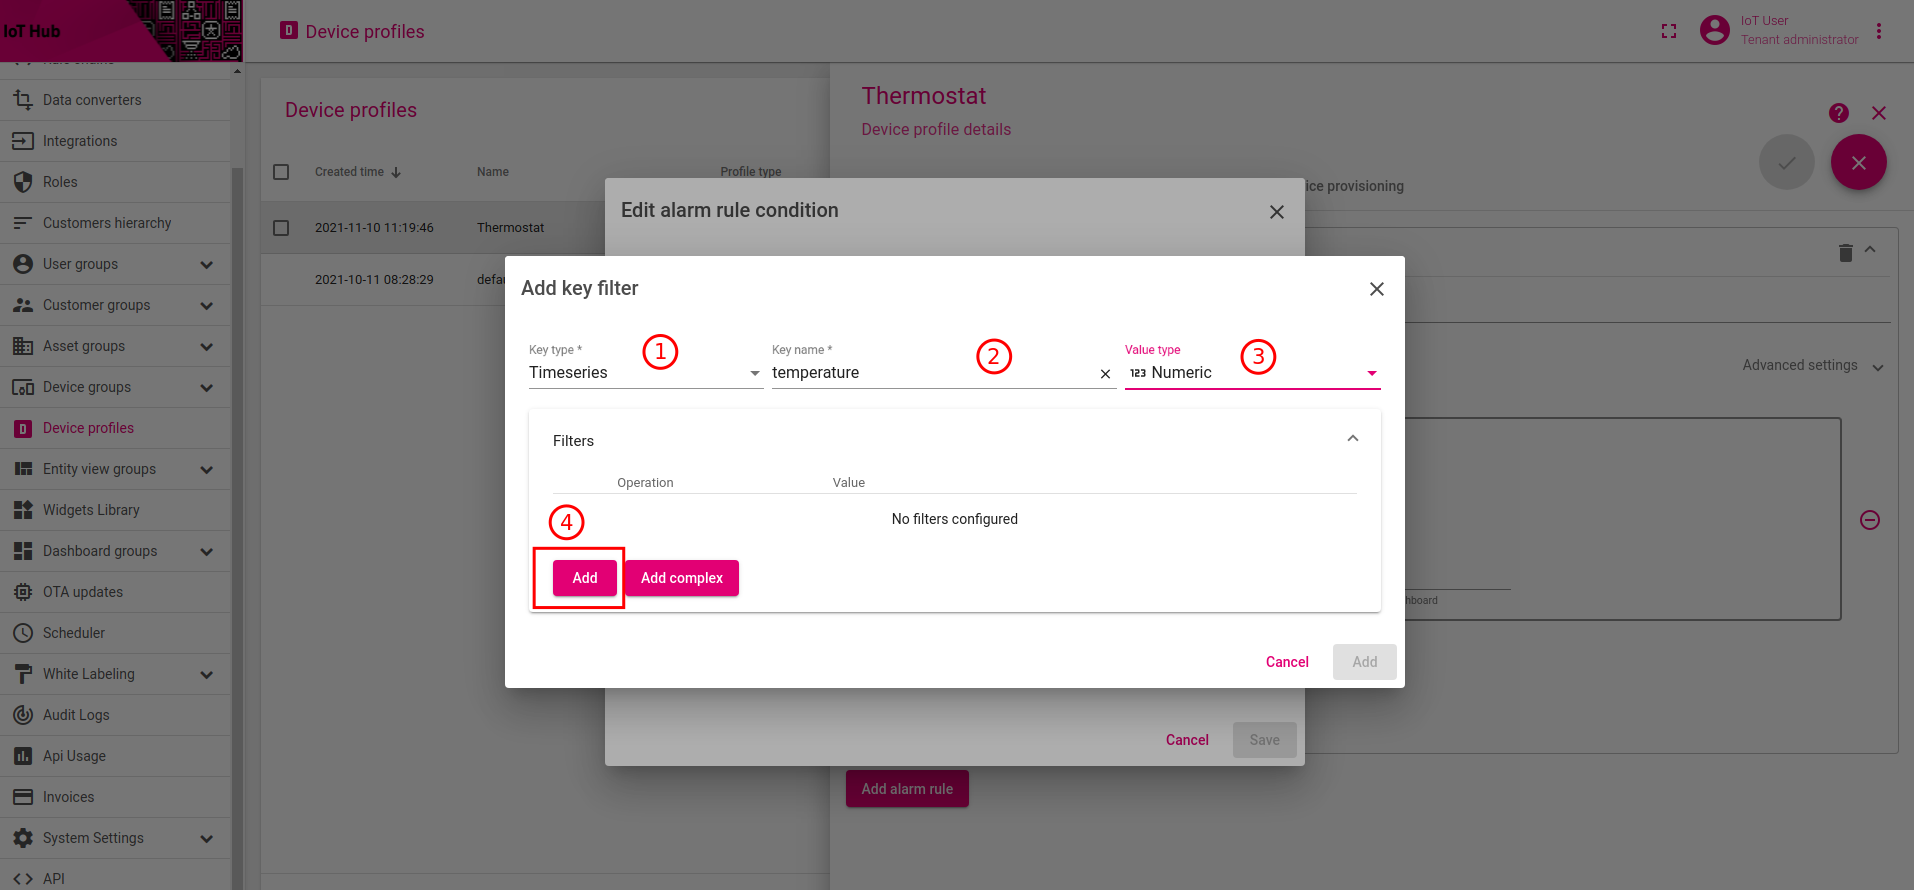 IoT Hub
Device profiles
IoT User
Tenant administrator
Data converters
Integrations
Roles
Customers hierarchy
User groups
Customer groups
Asset groups
Device groups
Device profiles
Entity view groups
Widgets Library
Dashboard groups
OTA updates
Scheduler
White Labeling
Audit Logs
Api Usage
Invoices
System Settings
API
Device profiles
Created time
Name
Profile type
2021-11-10 11:19:46
Thermostat
2021-10-11 08:28:29
defau
Thermostat
Device profile details
ice provisioning
Advanced settings
hboard
Add alarm rule
Edit alarm rule condition
Cancel
Save
Add key filter
Key type *
1
Key name *
2
Value type
3
Timeseries
temperature
123 Numeric
Filters
Operation
Value
4
No filters configured
Add
Add complex
Cancel
Add